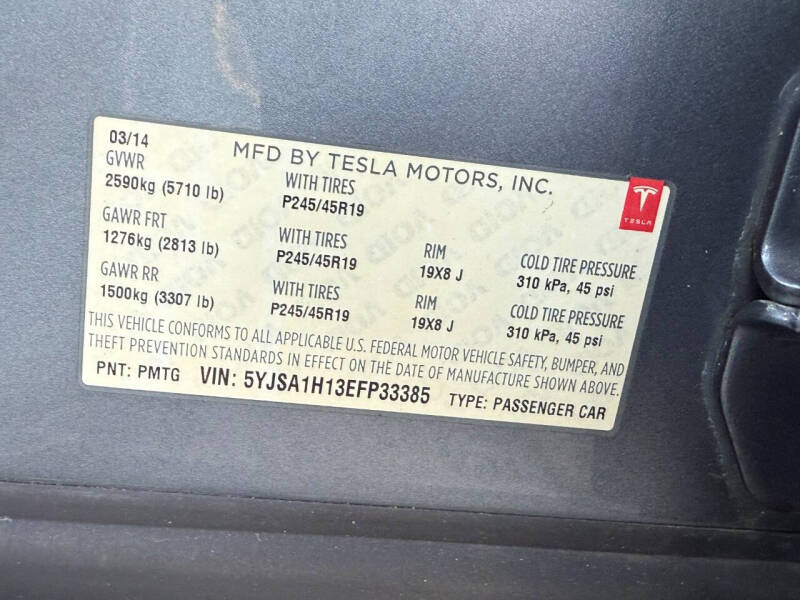 03/14 MFD BY TESLA MOTORS, INC.
GVWR
2590kg (5710 lb) WITH TIRES P245/45R19
TESLA
GAWR FRT
1276kg (2813 lb) WITH TIRES P245/45R19 RIM 19X8 J COLD TIRE PRESSURE 310 kPa, 45 psi
GAWR RR
1500kg (3307 lb) WITH TIRES P245/45R19 RIM 19X8 J COLD TIRE PRESSURE 310 kPa, 45 psi
THIS VEHICLE CONFORMS TO ALL APPLICABLE U.S. FEDERAL MOTOR VEHICLE SAFETY, BUMPER, AND
THEFT PREVENTION STANDARDS IN EFFECT ON THE DATE OF MANUFACTURE SHOWN ABOVE.
PNT: PMTG VIN: 5YJSA1H13EFP33385 TYPE: PASSENGER CAR